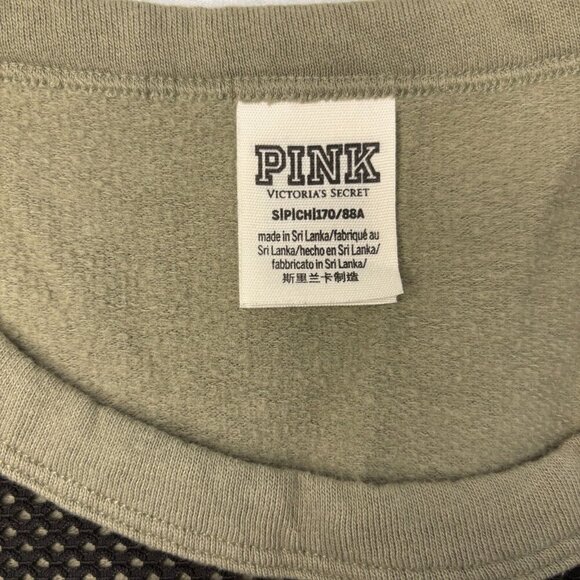 PINK
VICTORIA'S SECRET
S|P|CH|170/88A
made in Sri Lanka/fabriqué au
Sri Lanka/hecho en Sri Lanka/
fabbricato in Sri Lanka/
斯里兰卡制造